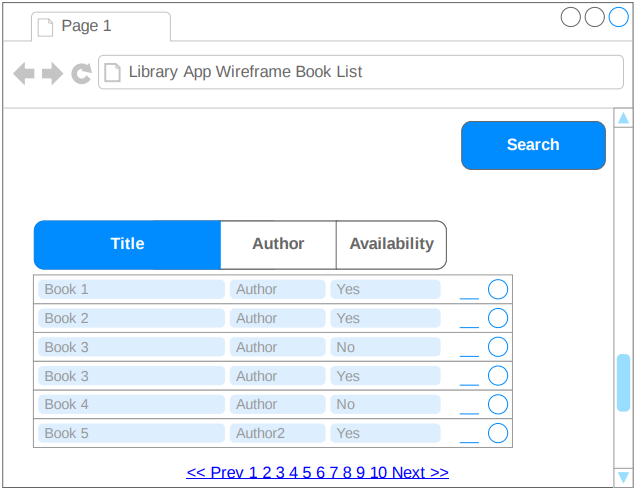 Page 1
Library App Wireframe Book List
Search
Title Author Availability
Book 1 Author Yes
Book 2 Author Yes
Book 3 Author No
Book 3 Author Yes
Book 4 Author No
Book 5 Author2 Yes
<< Prev 1 2 3 4 5 6 7 8 9 10 Next >>